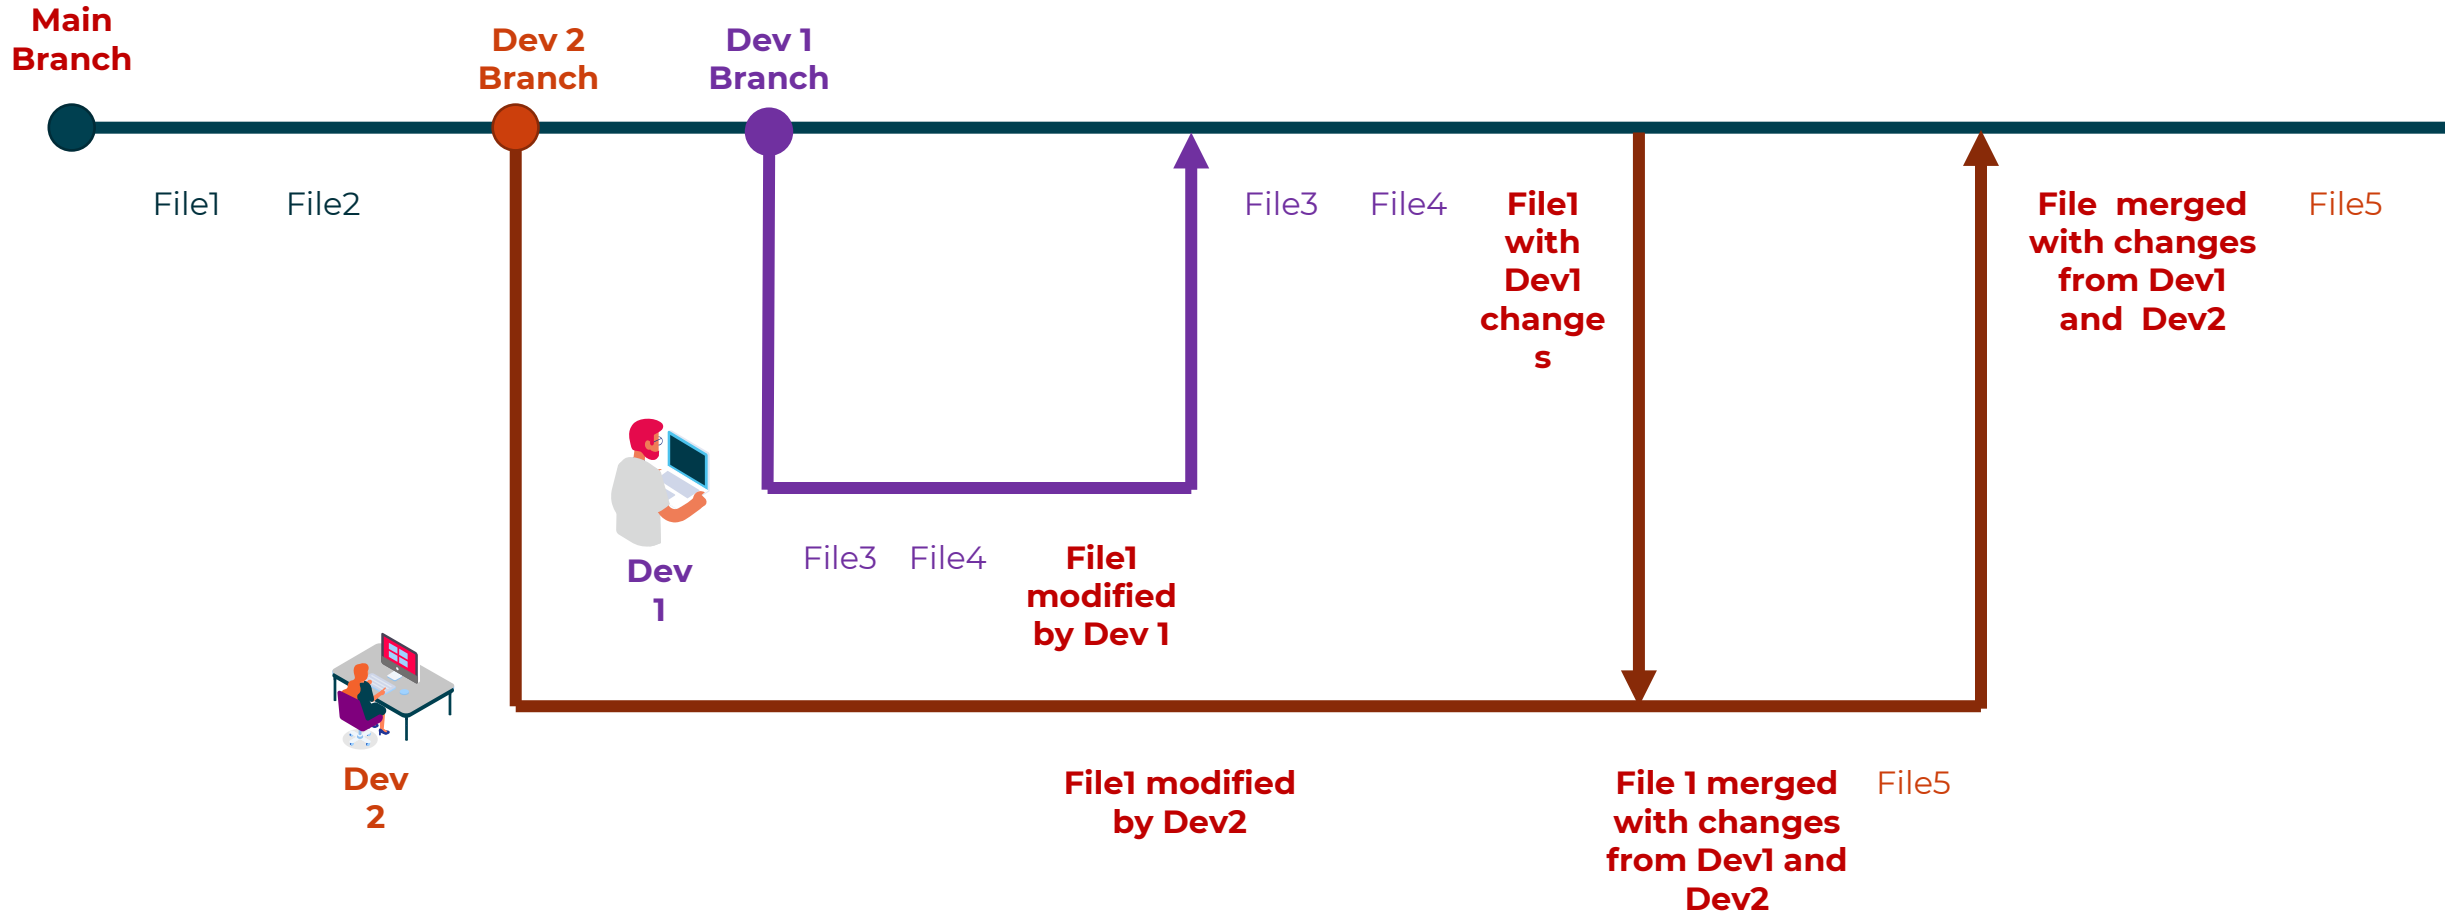 Main
Branch
Dev 2
Branch
Dev 1
Branch
File1
File2
File3
File4
File1
with
Dev1
change
s
File  merged
with changes
from Dev1
and  Dev2
File5
Dev
1
File3
File4
File1
modified
by Dev 1
Dev
2
File1 modified
by Dev2
File 1 merged
with changes
from Dev1 and
Dev2
File5